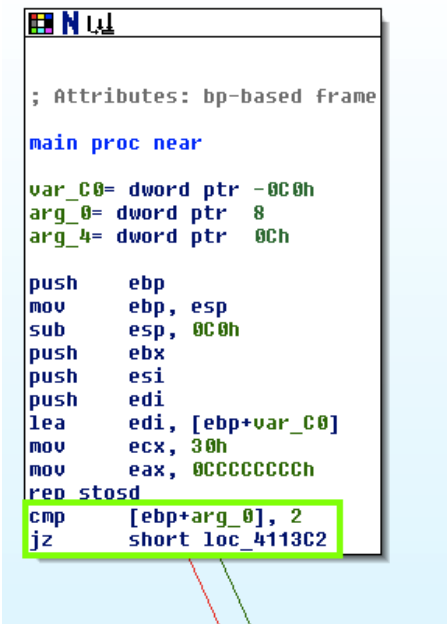 ; Attributes: bp-based frame
main proc near
var_C0= dword ptr -0C0h
arg_0= dword ptr  8
arg_4= dword ptr  0Ch
push    ebp
mov     ebp, esp
sub     esp, 0C0h
push    ebx
push    esi
push    edi
lea     edi, [ebp+var_C0]
mov     ecx, 30h
mov     eax, 0CCCCCCCCh
rep stosd
cmp     [ebp+arg_0], 2
jz      short loc_4113C2